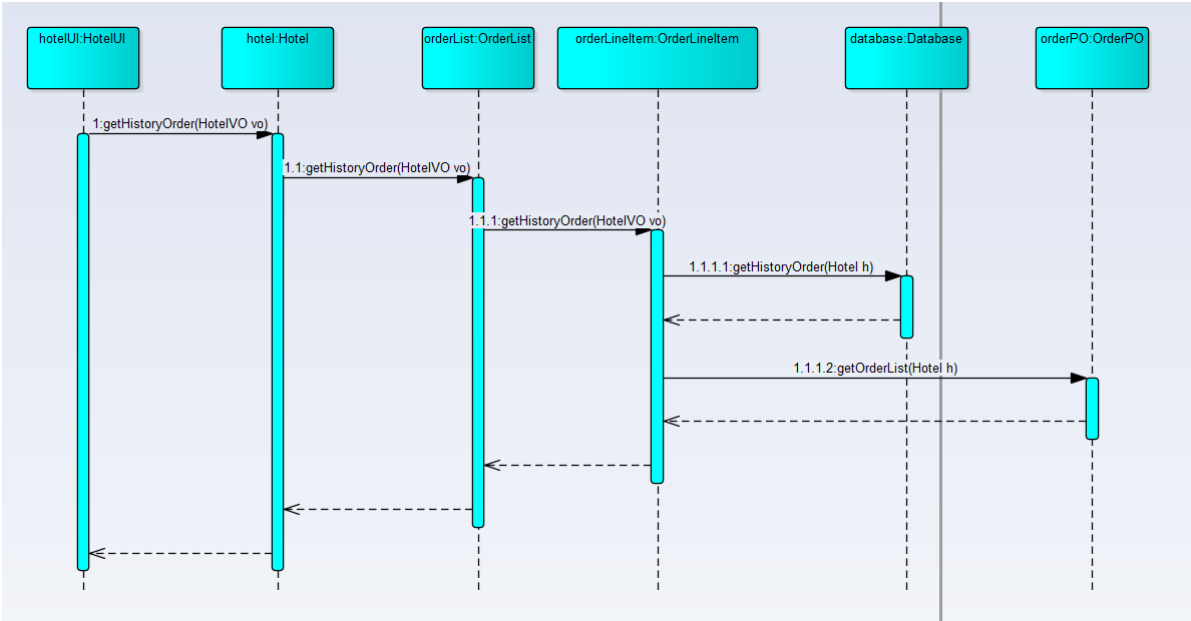 hotelUI:HotelUI
hotel:Hotel
orderList:OrderList
orderLineItem:OrderLineItem
database:Database
orderPO:OrderPO
1:getHistoryOrder(HotelVO vo)
1.1:getHistoryOrder(HotelVO vo)
1.1.1:getHistoryOrder(HotelVO vo)
1.1.1.1:getHistoryOrder(Hotel h)
1.1.1.2:getOrderList(Hotel h)